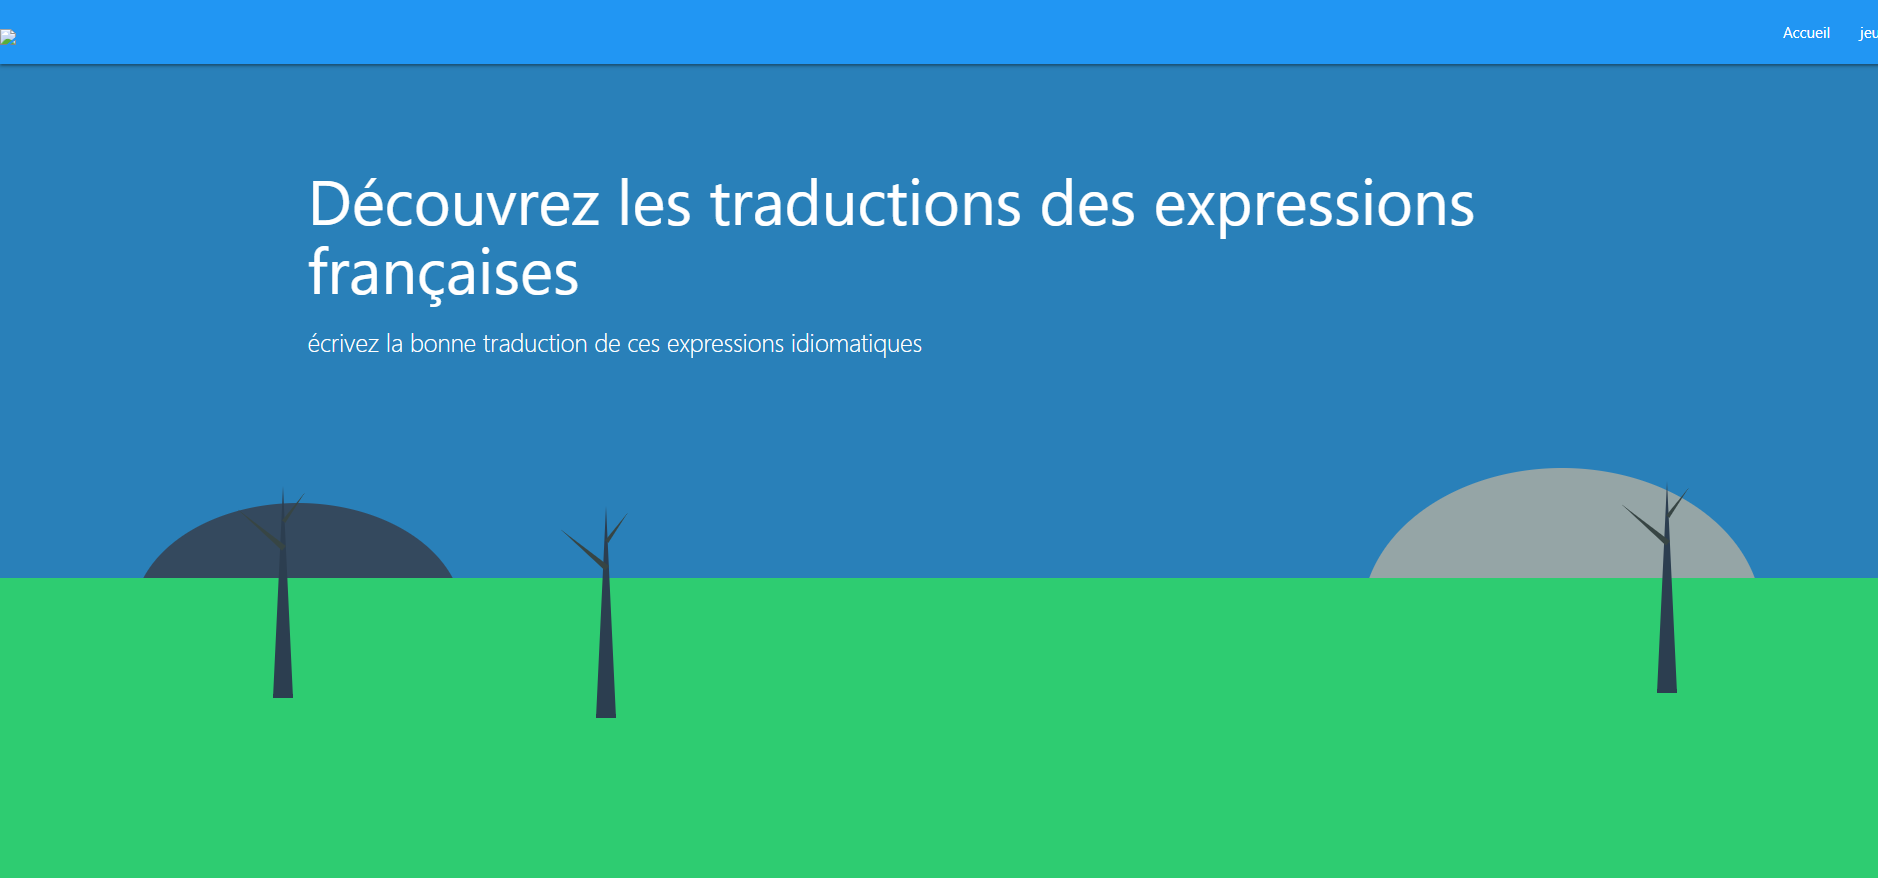 Accueil jeu
Découvrez les traductions des expressions
françaises
écrivez la bonne traduction de ces expressions idiomatiques